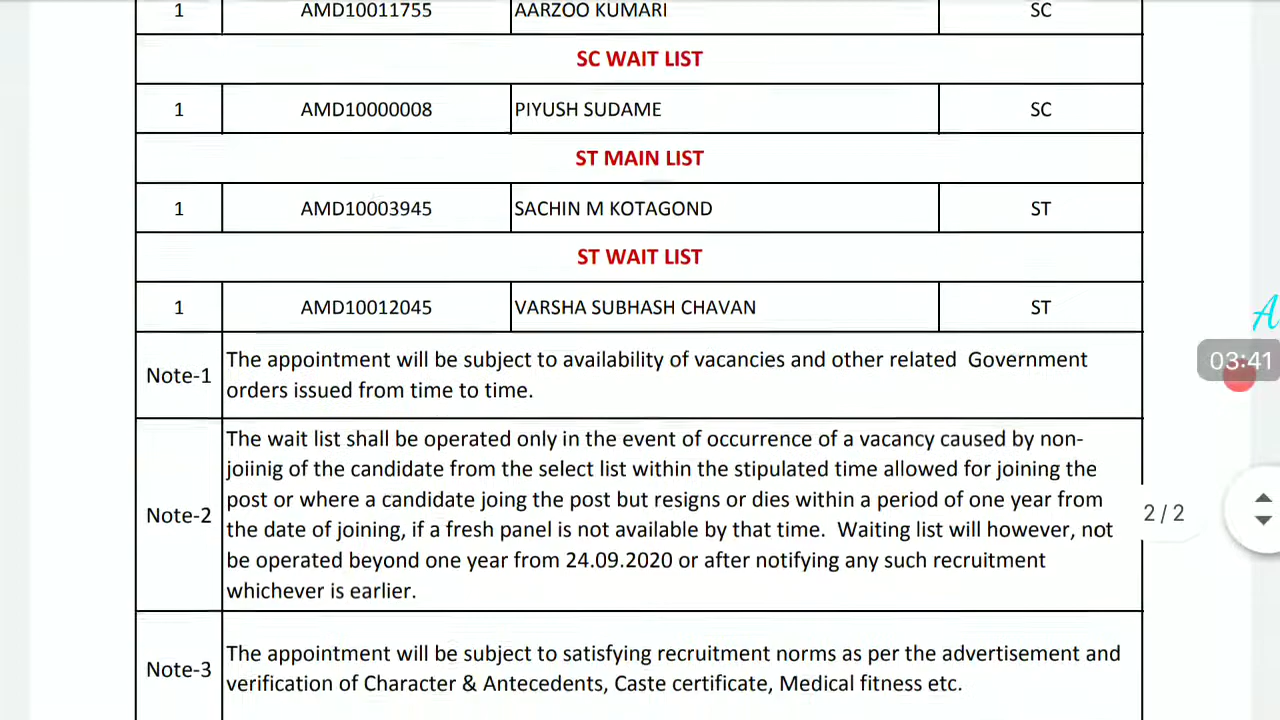 1 AMD10011755 AARZOO KUMARI SC
SC WAIT LIST
1 AMD10000008 PIYUSH SUDAME SC
ST MAIN LIST
1 AMD10003945 SACHIN M KOTAGOND ST
ST WAIT LIST
1 AMD10012045 VARSHA SUBHASH CHAVAN ST
Note-1
The appointment will be subject to availability of vacancies and other related Government
orders issued from time to time.
Note-2
The wait list shall be operated only in the event of occurrence of a vacancy caused by non-
joiinig of the candidate from the select list within the stipulated time allowed for joining the
post or where a candidate joing the post but resigns or dies within a period of one year from
the date of joining, if a fresh panel is not available by that time. Waiting list will however, not
be operated beyond one year from 24.09.2020 or after notifying any such recruitment
whichever is earlier.
Note-3
The appointment will be subject to satisfying recruitment norms as per the advertisement and
verification of Character & Antecedents, Caste certificate, Medical fitness etc.
A
03:41
2 / 2